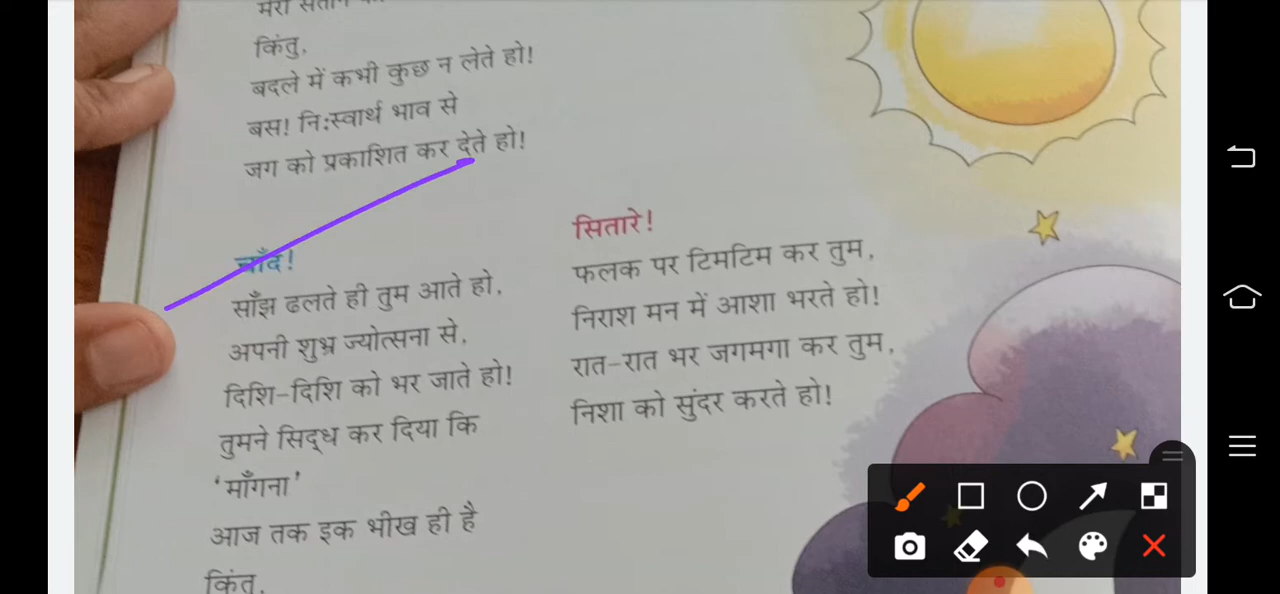 किंतु,
बदले में कभी कुछ न लेते हो!
बस! नि:स्वार्थ भाव से
जग को प्रकाशित कर देते हो!
चाँद!
साँझ ढलते ही तुम आते हो,
अपनी शुभ्र ज्योत्सना से,
दिशि-दिशि को भर जाते हो!
तुमने सिद्ध कर दिया कि
'माँगना'
आज तक इक भीख ही है
किंतु,
सितारे!
फलक पर टिमटिम कर तुम,
निराश मन में आशा भरते हो!
रात-रात भर जगमगा कर तुम,
निशा को सुंदर करते हो!